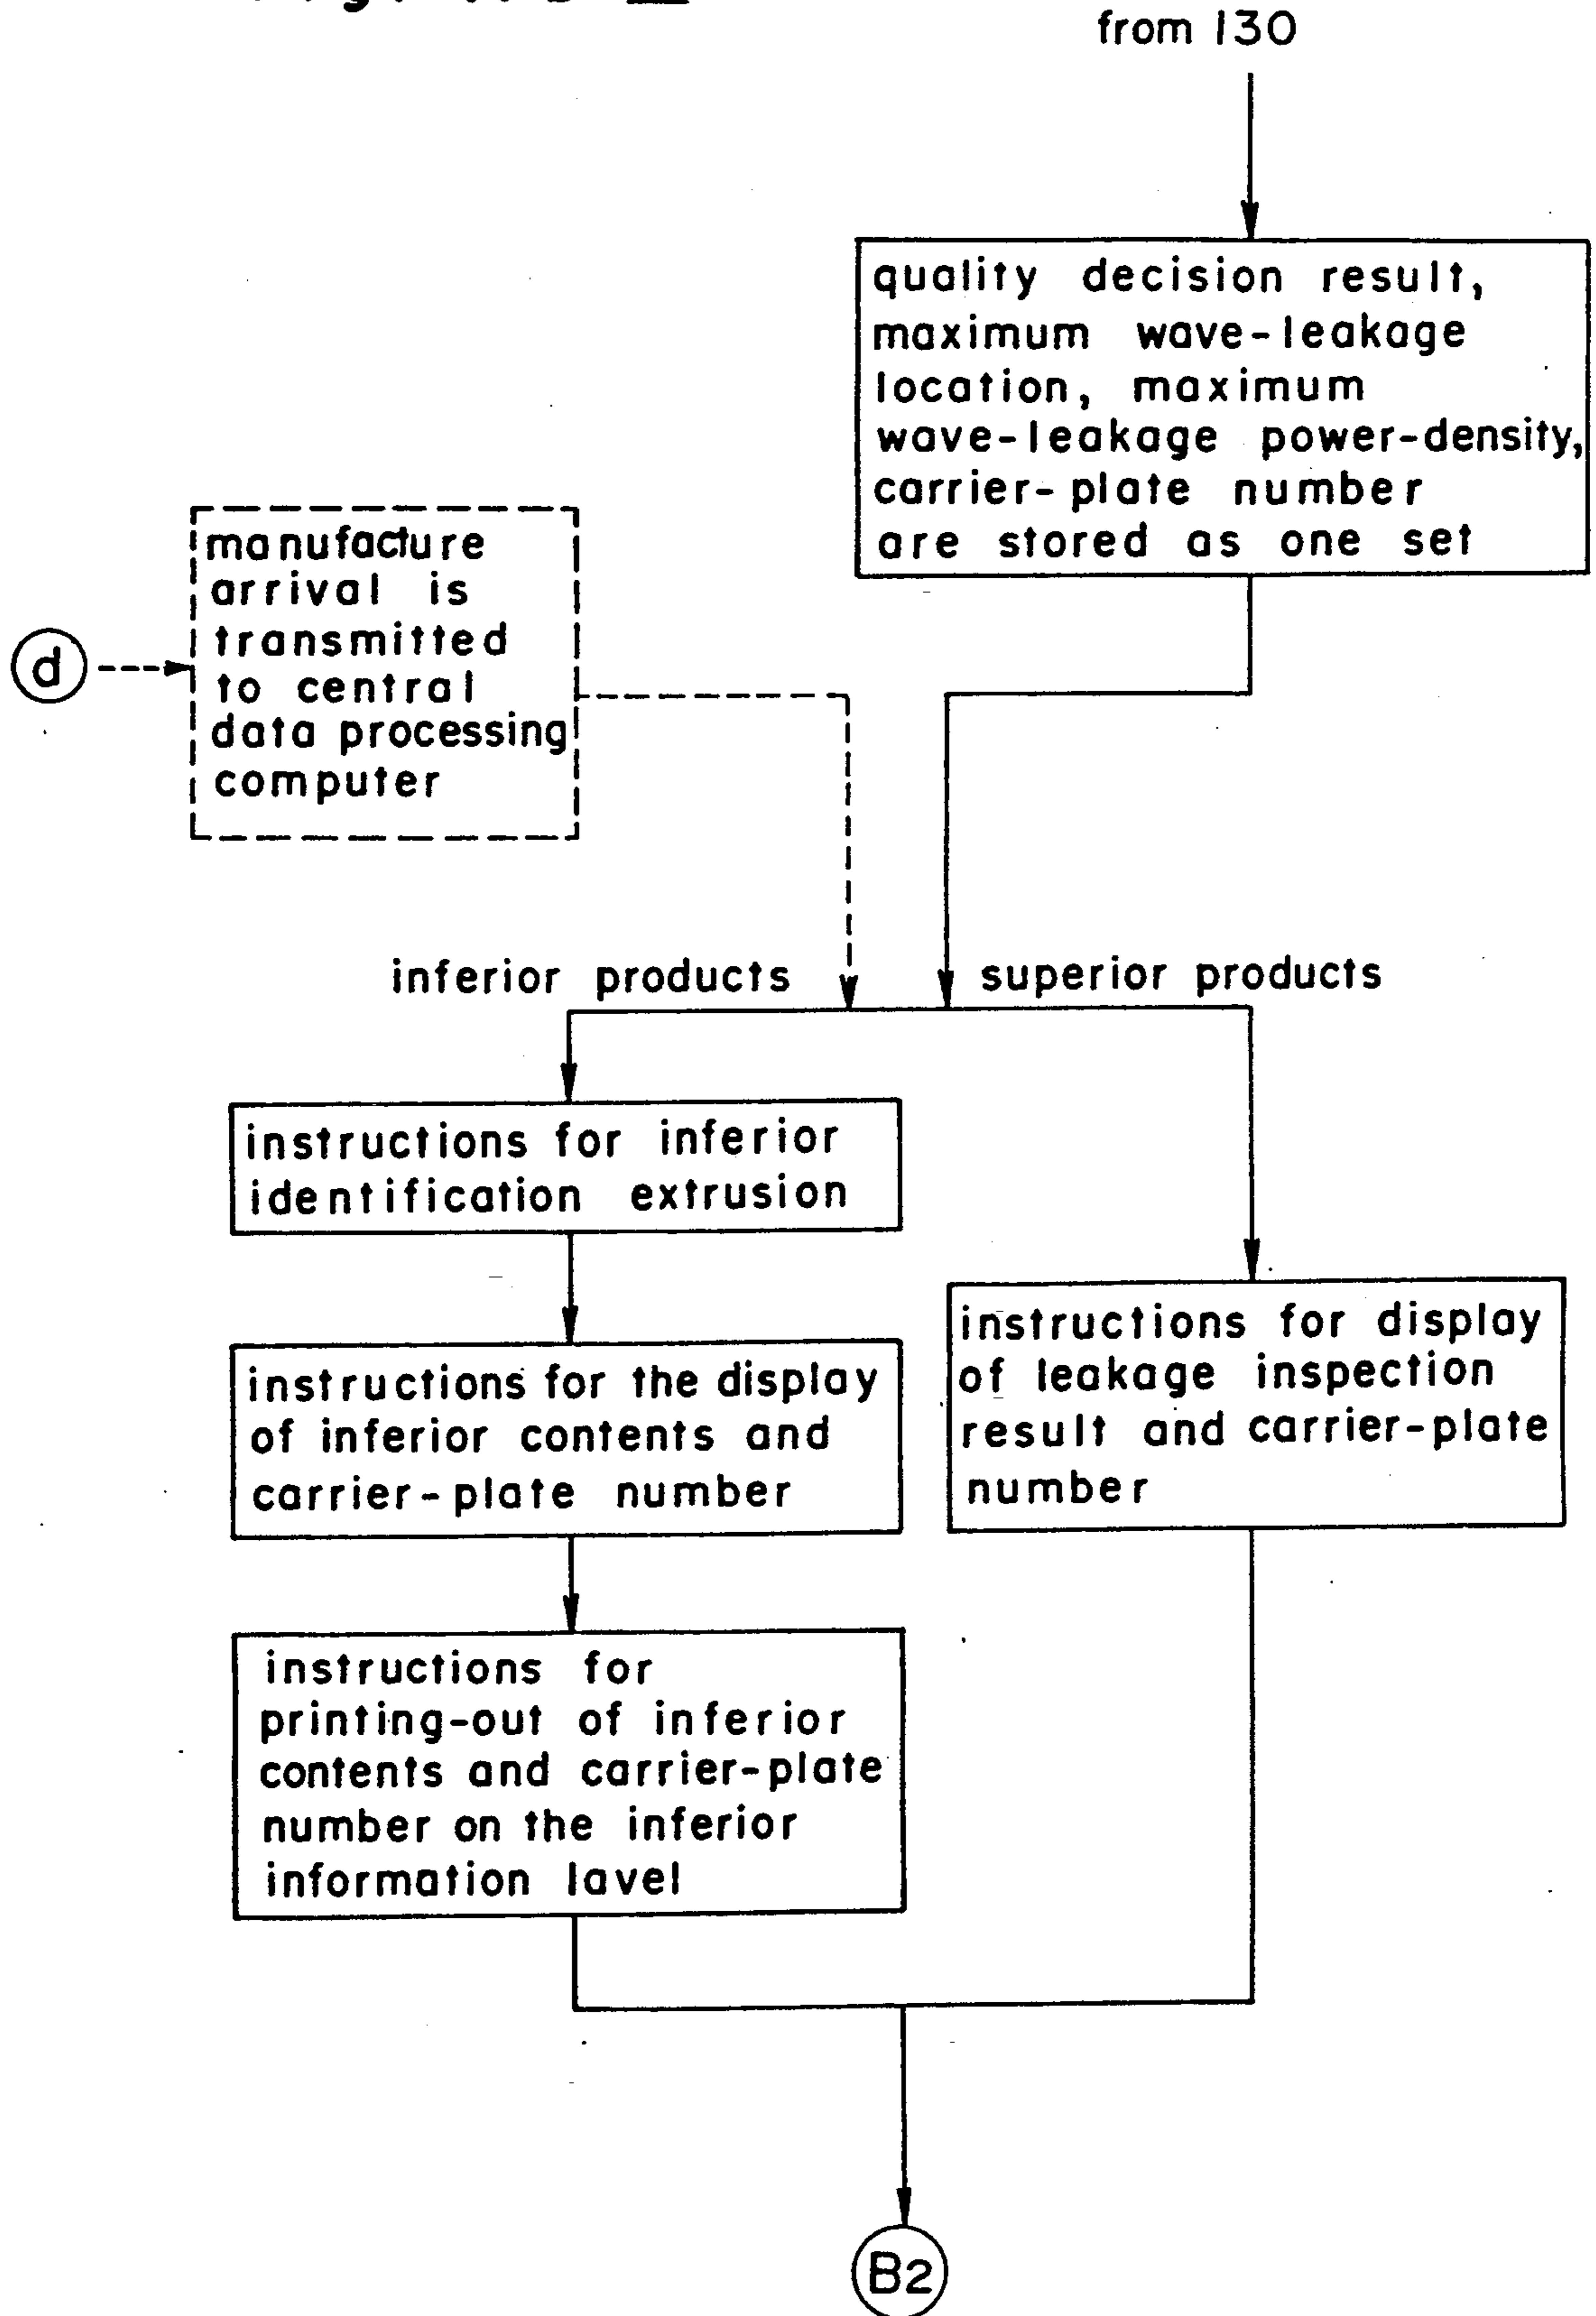 from 130
quality decision result,
maximum wave-leakage
location, maximum
wave-leakage power-density,
carrier-plate number
are stored as one set
manufacture
arrival is
transmitted
to central
data processing
computer
d
inferior products
superior products
instructions for inferior
identification extrusion
instructions for the display
of inferior contents and
carrier-plate number
instructions for display
of leakage inspection
result and carrier-plate
number
instructions for
printing-out of inferior
contents and carrier-plate
number on the inferior
information lavel
B2